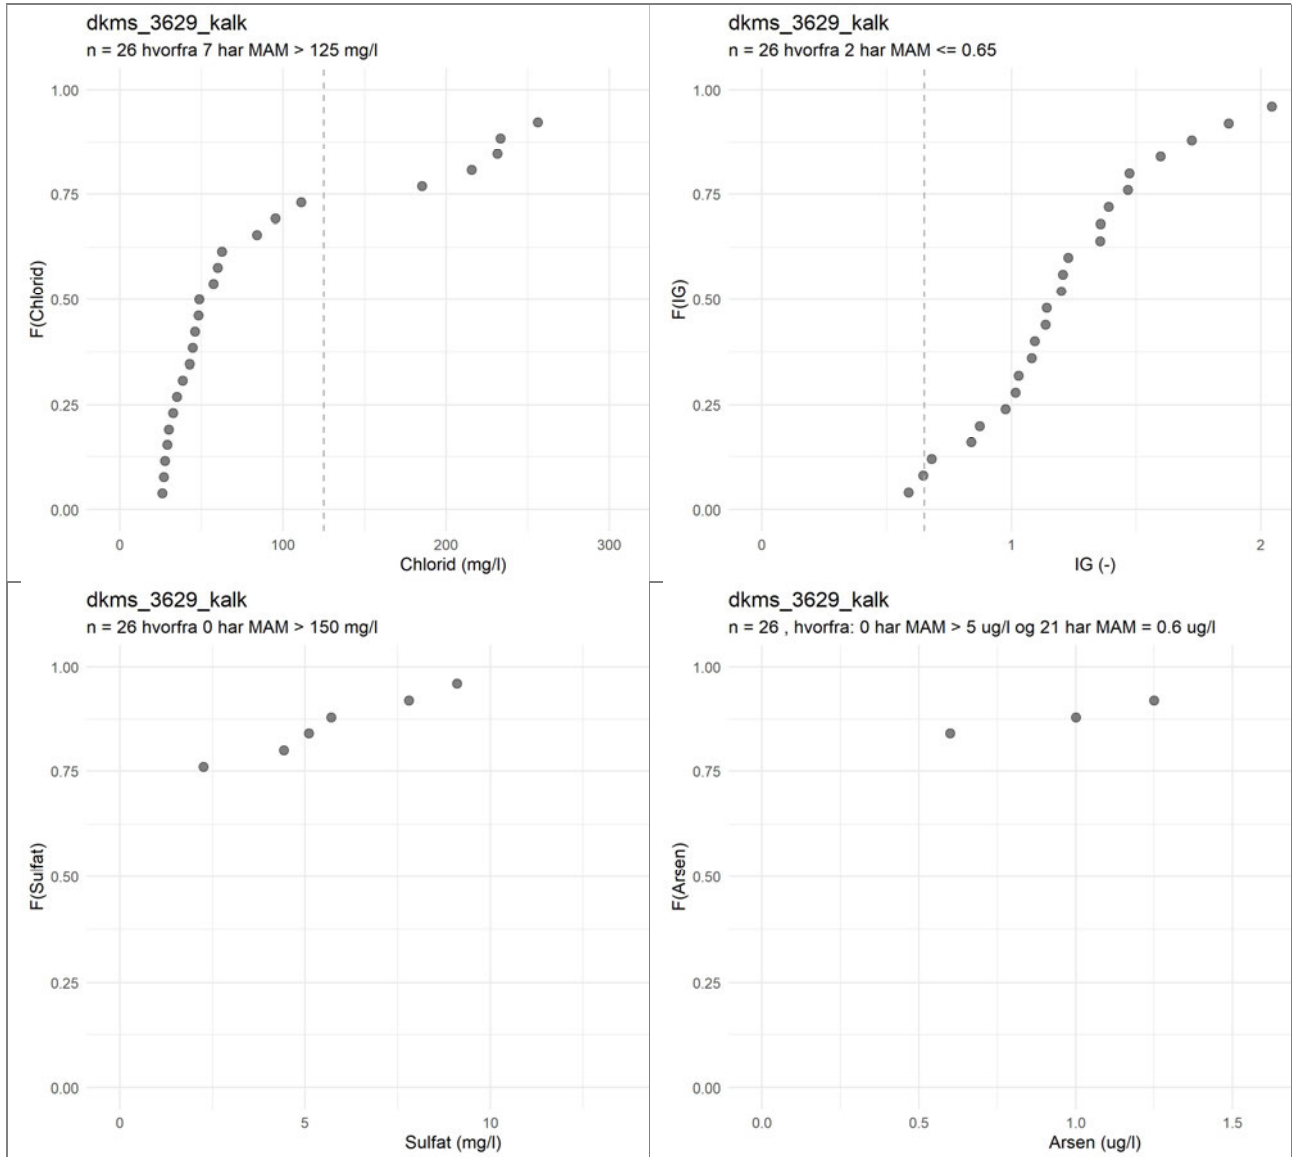 dkms_3629_kalk
n = 26 hvorfra 7 har MAM > 125 mg/l
1.00
0.75
0.50
0.25
0.00
F(Chlorid)
0
100
200
300
Chlorid (mg/l)
dkms_3629_kalk
n = 26 hvorfra 2 har MAM <= 0.65
1.00
0.75
0.50
0.25
0.00
F(IG)
0
1
2
IG (-)
dkms_3629_kalk
n = 26 hvorfra 0 har MAM > 150 mg/l
1.00
0.75
0.50
0.25
0.00
F(Sulfat)
0
5
10
Sulfat (mg/l)
dkms_3629_kalk
n = 26 , hvorfra: 0 har MAM > 5 ug/l og 21 har MAM = 0.6 ug/l
1.00
0.75
0.50
0.25
0.00
F(Arsen)
0.0
0.5
1.0
1.5
Arsen (ug/l)